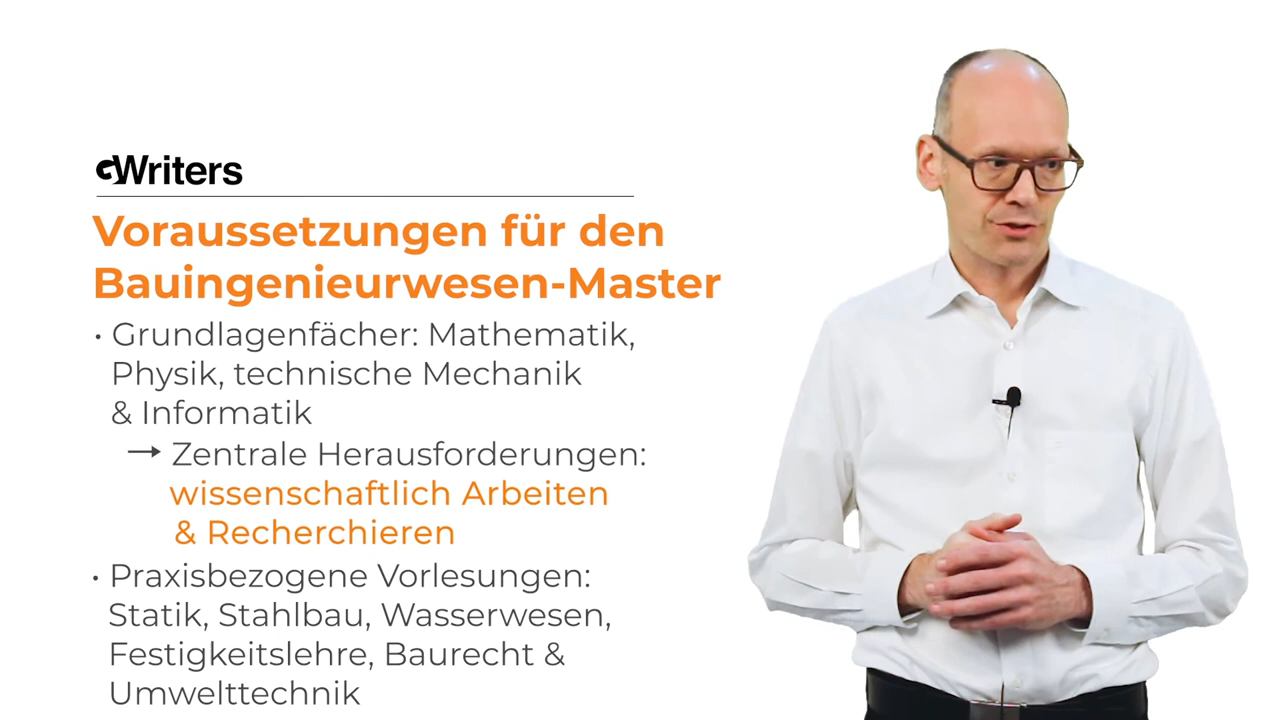 GWriters
Voraussetzungen für den
Bauingenieurwesen-Master
• Grundlagenfächer: Mathematik,
Physik, technische Mechanik
& Informatik
→ Zentrale Herausforderungen:
wissenschaftlich Arbeiten
& Recherchieren
• Praxisbezogene Vorlesungen:
Statik, Stahlbau, Wasserwesen,
Festigkeitslehre, Baurecht &
Umwelttechnik